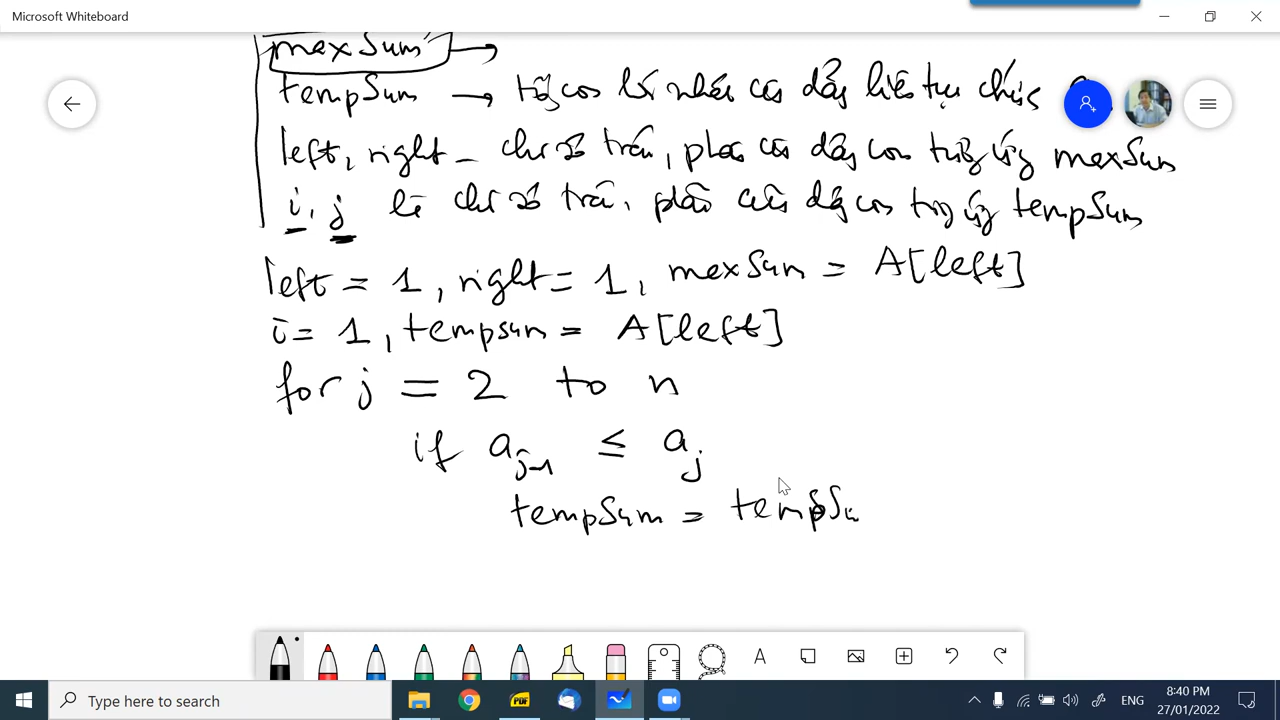 Microsoft Whiteboard
maxSum →
tempSum → tổng con lớn nhất của dãy liên tục chứa
left, right – chỉ số trái, phải của dãy con tương ứng maxSum
i, j là chỉ số trái, phải của dãy con tương ứng tempSum
left = 1, right = 1, maxSum = A[left]
i = 1, tempsum = A[left]
for j = 2 to n
if a_{j-1} ≤ a_j
tempSum = tempSu
A
Type here to search
PDF
ENG
8:40 PM
27/01/2022